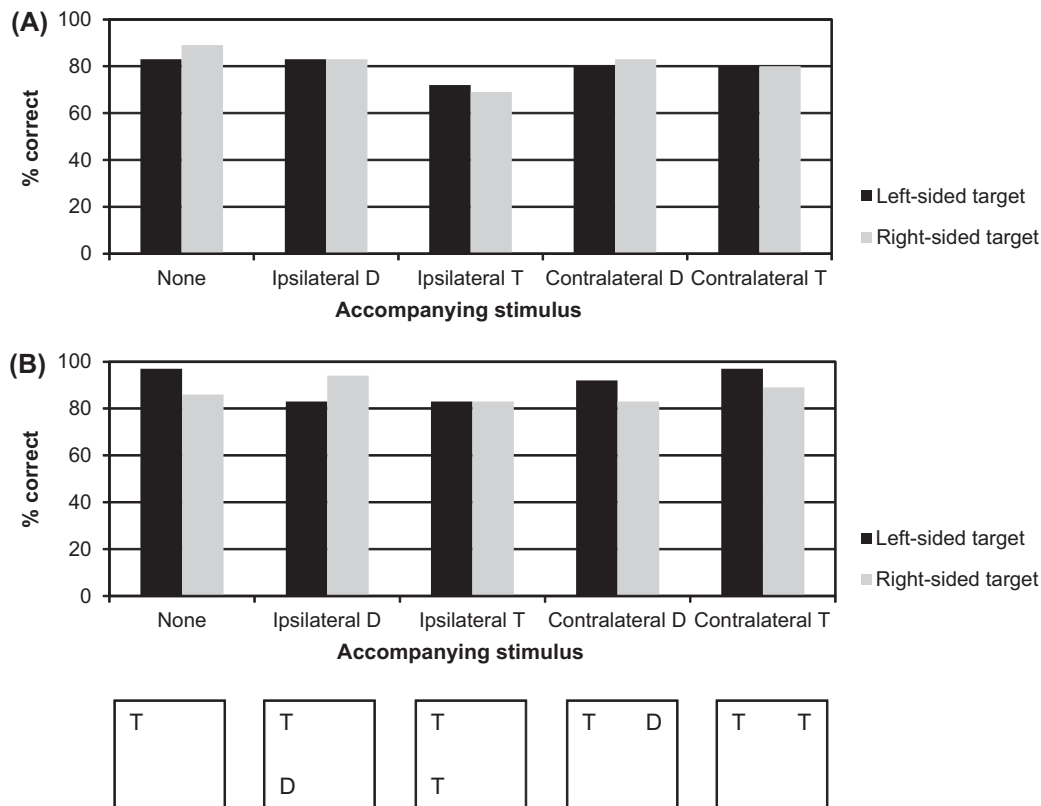 (A)
100
80
60
40
20
0
% correct
None Ipsilateral D Ipsilateral T Contralateral D Contralateral T
Accompanying stimulus
Left-sided target
Right-sided target
(B)
100
80
60
40
20
0
% correct
None Ipsilateral D Ipsilateral T Contralateral D Contralateral T
Accompanying stimulus
Left-sided target
Right-sided target
T T T T D T T
D T